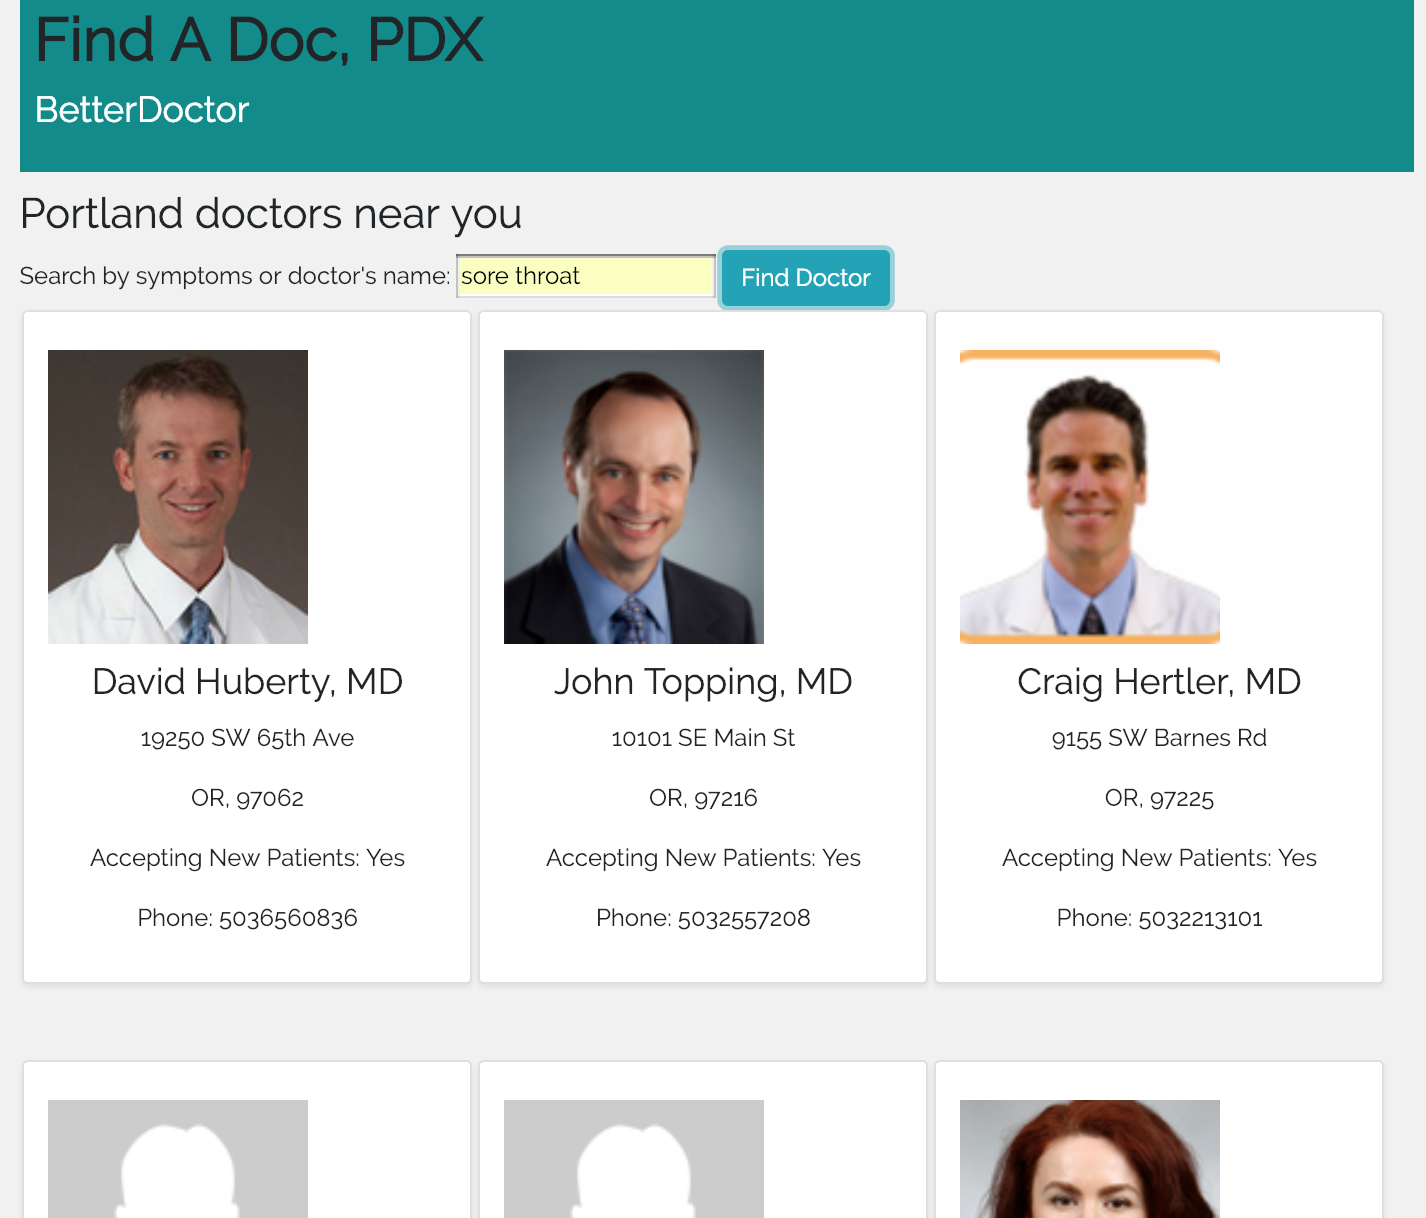 Find A Doc, PDX
BetterDoctor
Portland doctors near you
Search by symptoms or doctor's name: sore throat Find Doctor
David Huberty, MD
19250 SW 65th Ave
OR, 97062
Accepting New Patients: Yes
Phone: 5036560836
John Topping, MD
10101 SE Main St
OR, 97216
Accepting New Patients: Yes
Phone: 5032557208
Craig Hertler, MD
9155 SW Barnes Rd
OR, 97225
Accepting New Patients: Yes
Phone: 5032213101